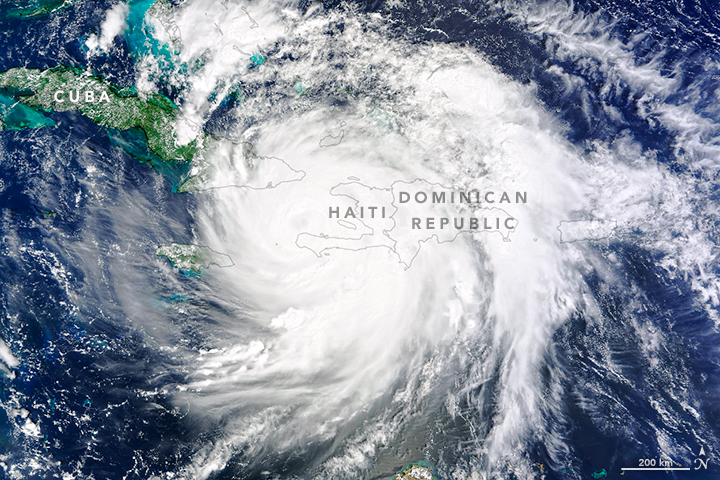 CUBA
HAITI
DOMINICAN
REPUBLIC
200 km
N